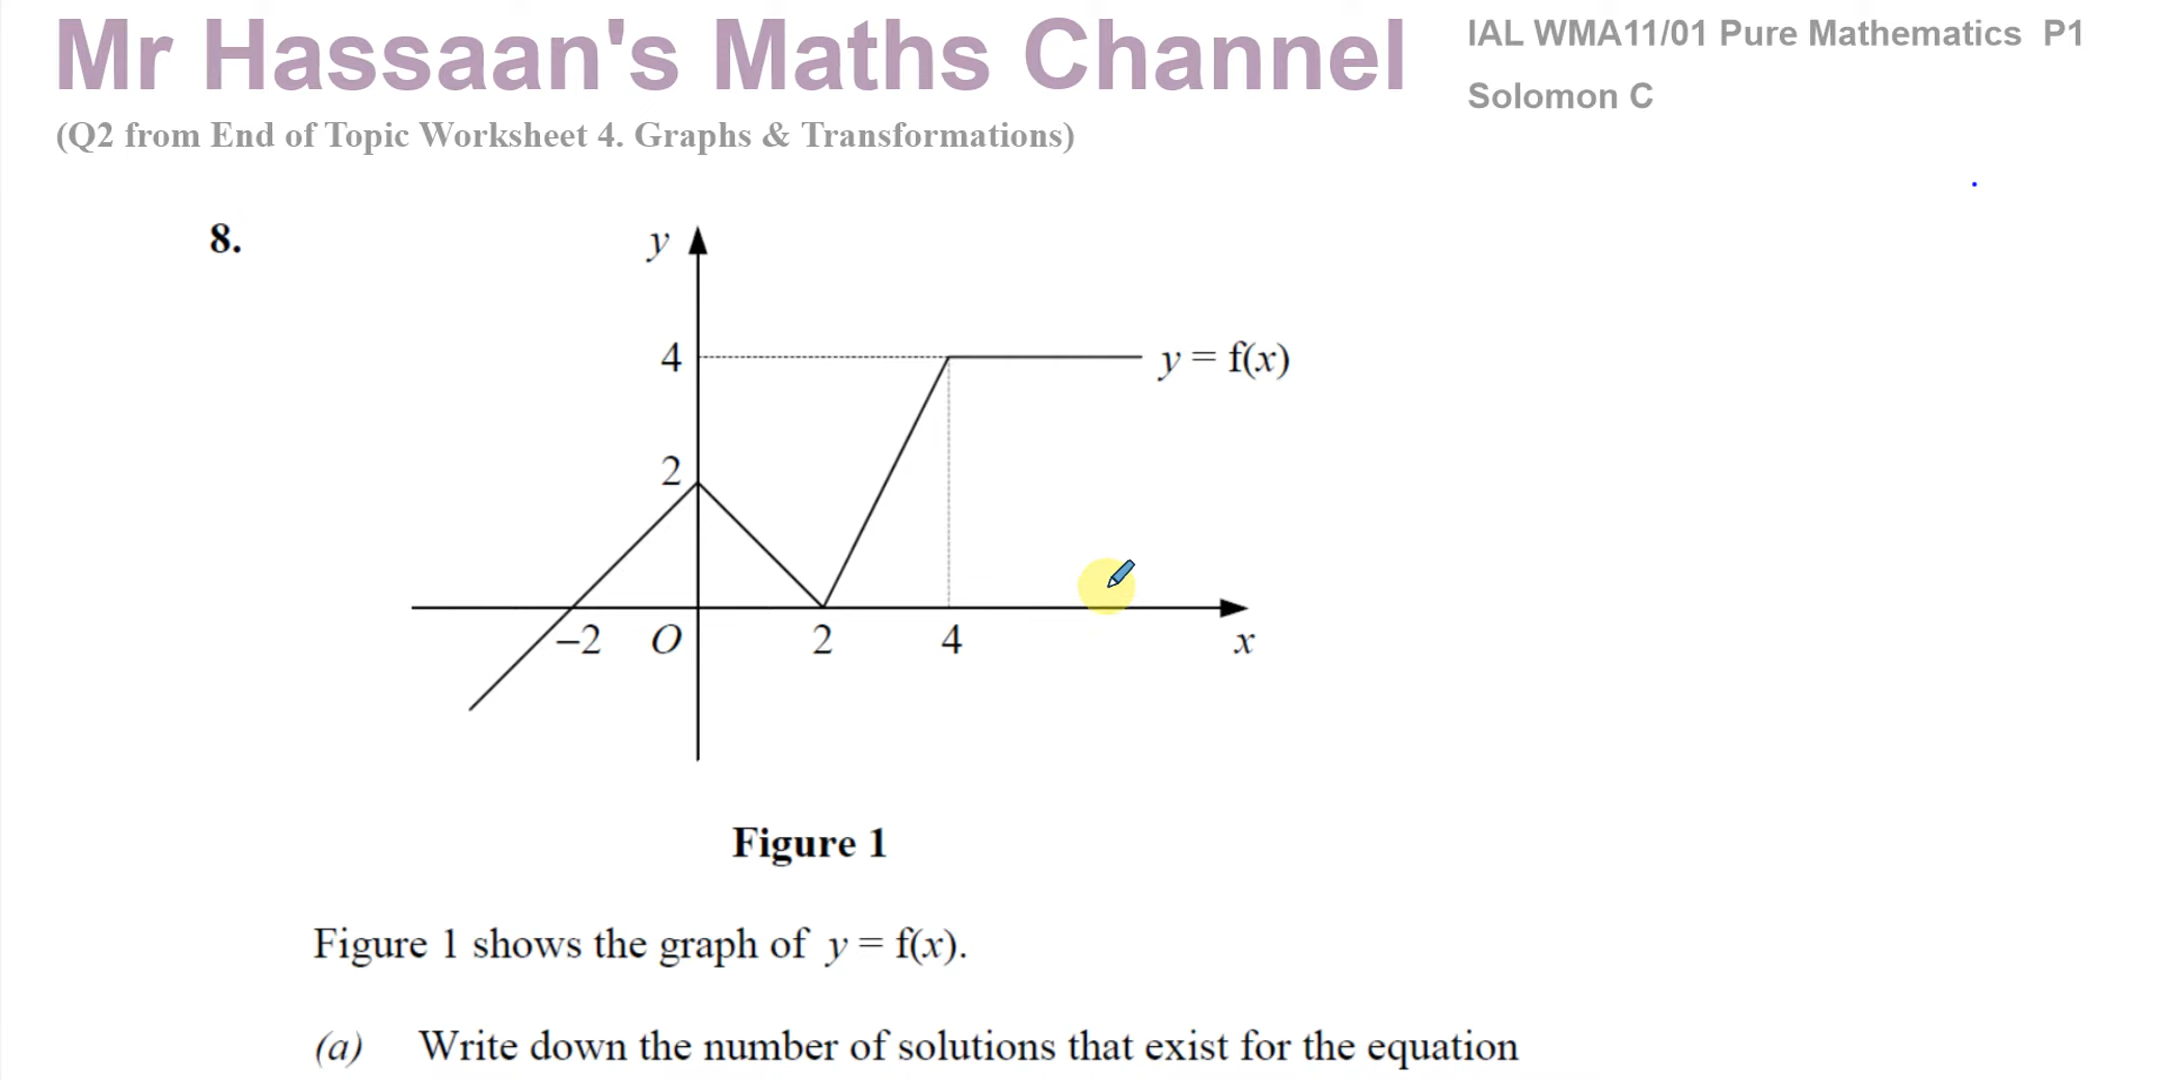 Mr Hassaan's Maths Channel
IAL WMA11/01 Pure Mathematics P1
Solomon C
(Q2 from End of Topic Worksheet 4. Graphs & Transformations)
8.
y
4
y = f(x)
2
–2 O 2 4 x
Figure 1
Figure 1 shows the graph of y = f(x).
(a) Write down the number of solutions that exist for the equation